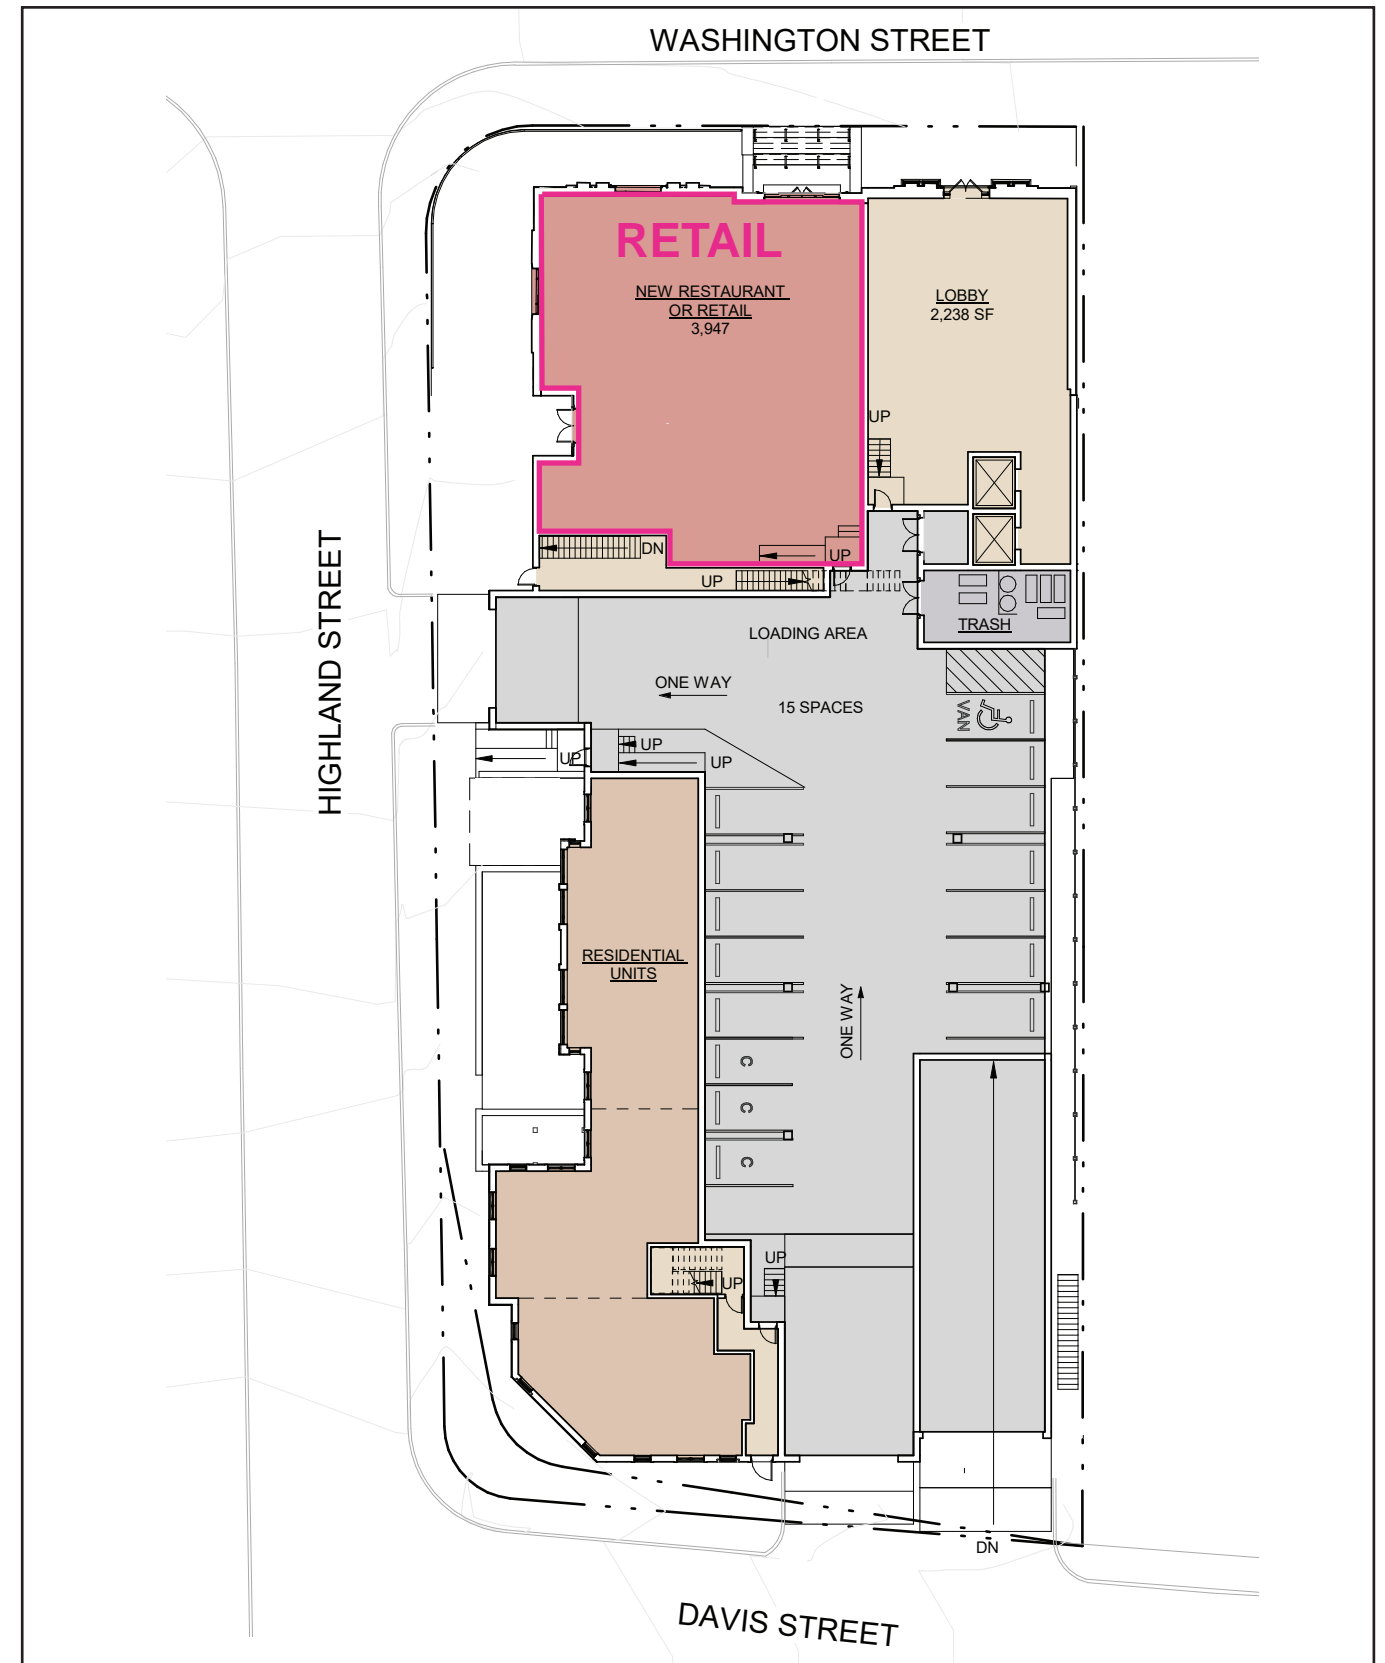 WASHINGTON STREET
RETAIL
NEW RESTAURANT
OR RETAIL
3,947
LOBBY
2,238 SF
UP
DN
UP
UP
HIGHLAND STREET
LOADING AREA
TRASH
ONE WAY
15 SPACES
VAN
UP
UP
UP
RESIDENTIAL
UNITS
ONE WAY
C
C
C
UP
UP
DN
DAVIS STREET